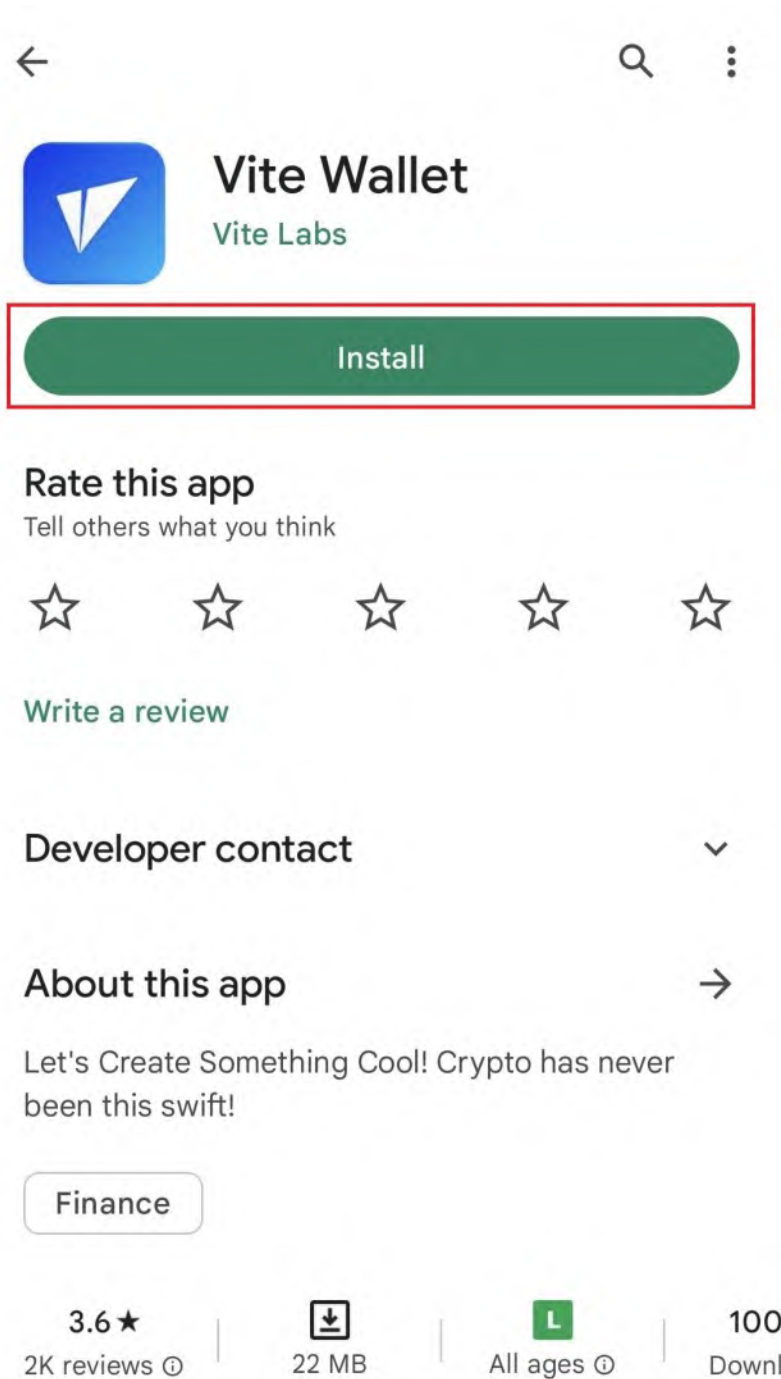 Vite Wallet
Vite Labs
Install
Rate this app
Tell others what you think
Write a review
Developer contact
About this app
Let's Create Something Cool! Crypto has never
been this swift!
Finance
3.6★
2K reviews
22 MB
L
All ages
100